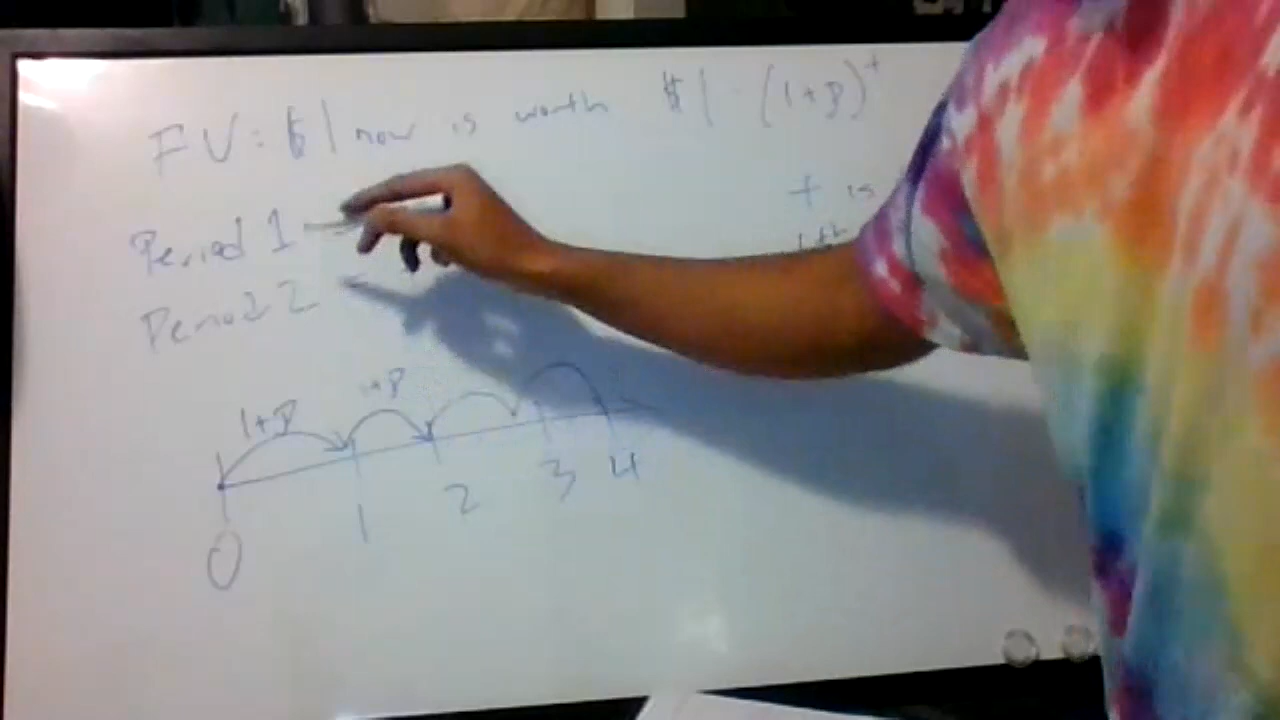 FV: $1 now is worth $1 · (1+P)^t
t is
Period 1
Period 2
1+P 1+P
0 1 2 3 4